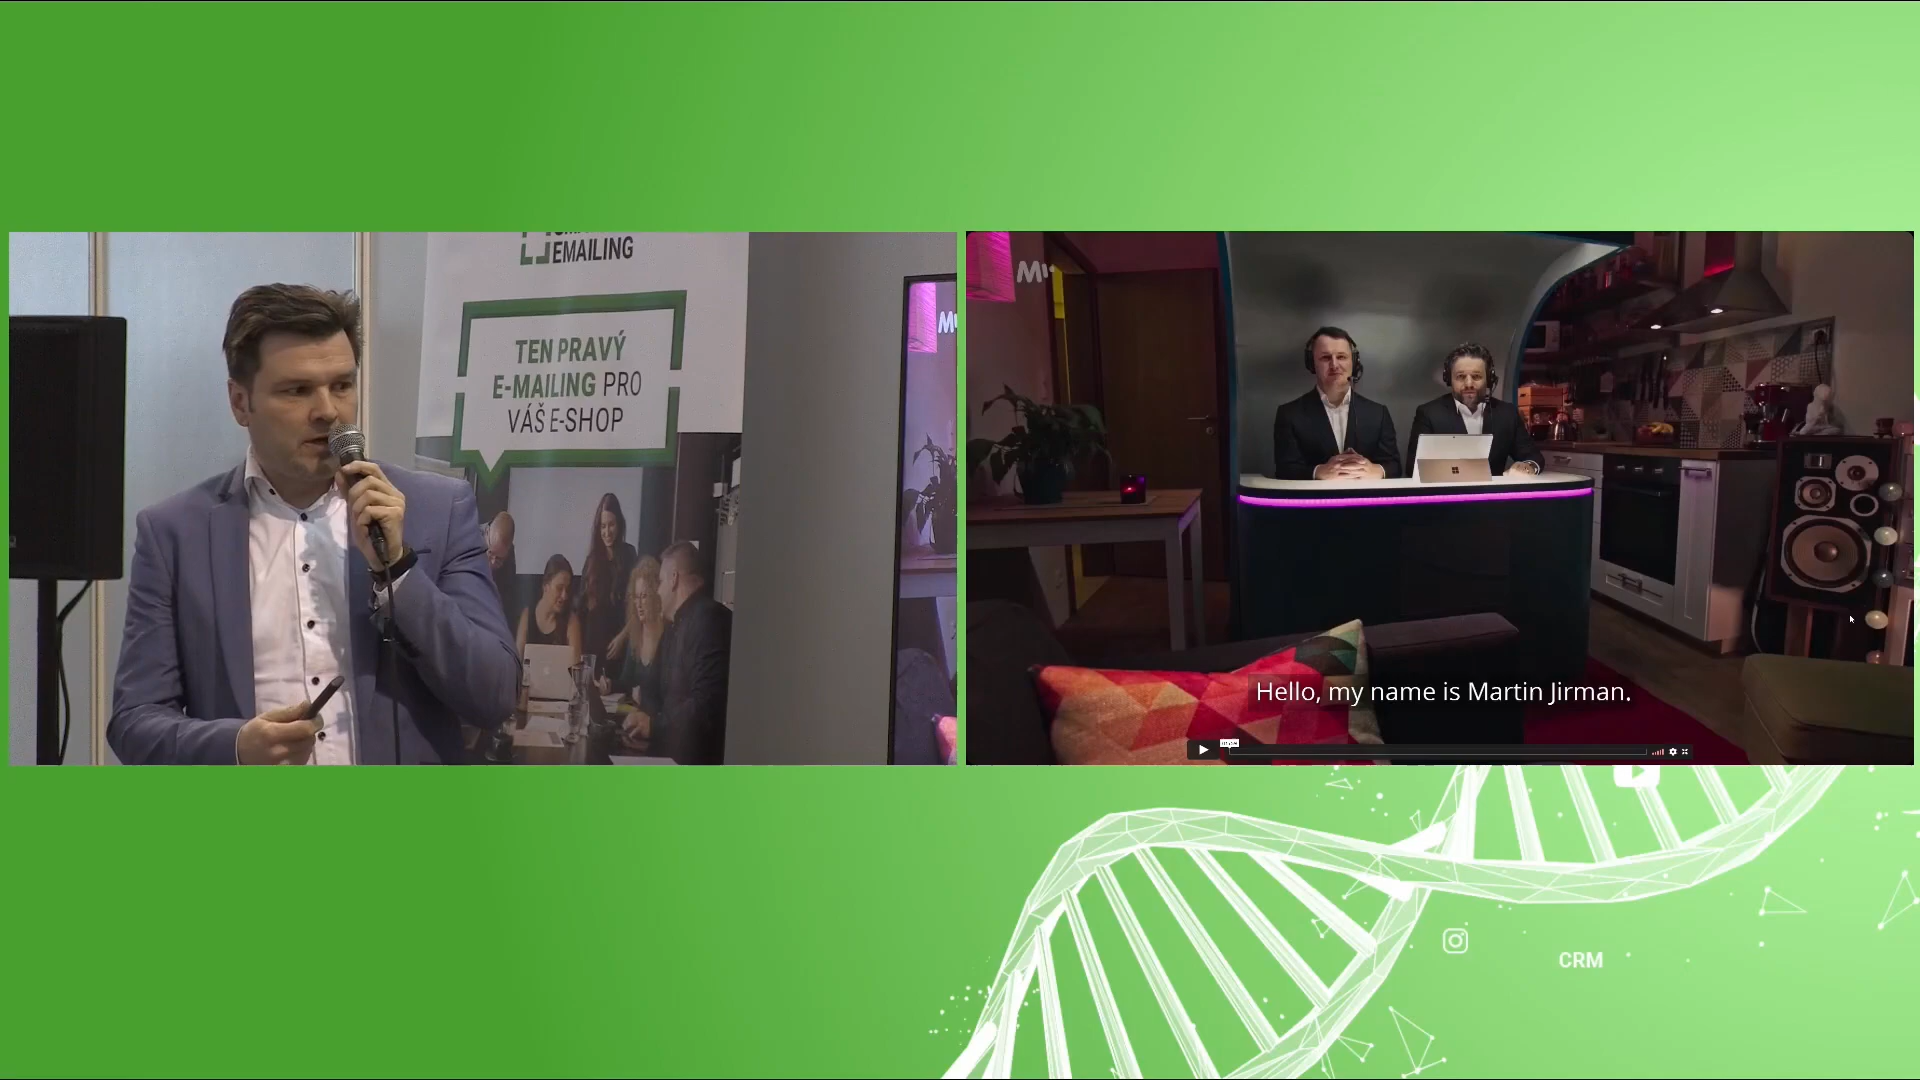 EMAILING
TEN PRAVÝ
E-MAILING PRO
VÁŠ E-SHOP
Hello, my name is Martin Jirman.
CRM